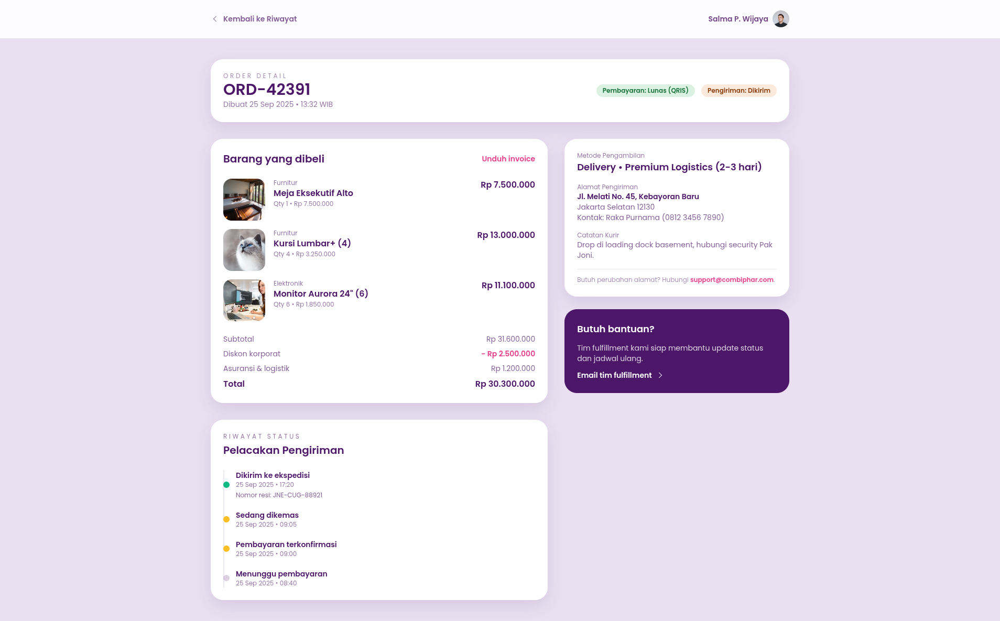 Kembali ke Riwayat
Salma P. Wijaya
ORDER DETAIL
ORD-42391
Dibuat 25 Sep 2025 • 13:32 WIB
Pembayaran: Lunas (QRIS)
Pengiriman: Dikirim
Barang yang dibeli
Unduh invoice
Furnitur
Meja Eksekutif Alto
Qty 1 • Rp 7.500.000
Rp 7.500.000
Furnitur
Kursi Lumbar+ (4)
Qty 4 • Rp 3.250.000
Rp 13.000.000
Elektronik
Monitor Aurora 24" (6)
Qty 6 • Rp 1.850.000
Rp 11.100.000
Subtotal
Rp 31.600.000
Diskon korporat
- Rp 2.500.000
Asuransi & logistik
Rp 1.200.000
Total
Rp 30.300.000
Metode Pengambilan
Delivery • Premium Logistics (2-3 hari)
Alamat Pengiriman
Jl. Melati No. 45, Kebayoran Baru
Jakarta Selatan 12130
Kontak: Raka Purnama (0812 3456 7890)
Catatan Kurir
Drop di loading dock basement, hubungi security Pak
Joni.
Butuh perubahan alamat? Hubungi support@combiphar.com.
Butuh bantuan?
Tim fulfillment kami siap membantu update status
dan jadwal ulang.
Email tim fulfillment
RIWAYAT STATUS
Pelacakan Pengiriman
Dikirim ke ekspedisi
25 Sep 2025 • 17:20
Nomor resi: JNE-CUG-88921
Sedang dikemas
25 Sep 2025 • 09:05
Pembayaran terkonfirmasi
25 Sep 2025 • 09:00
Menunggu pembayaran
25 Sep 2025 • 08:40